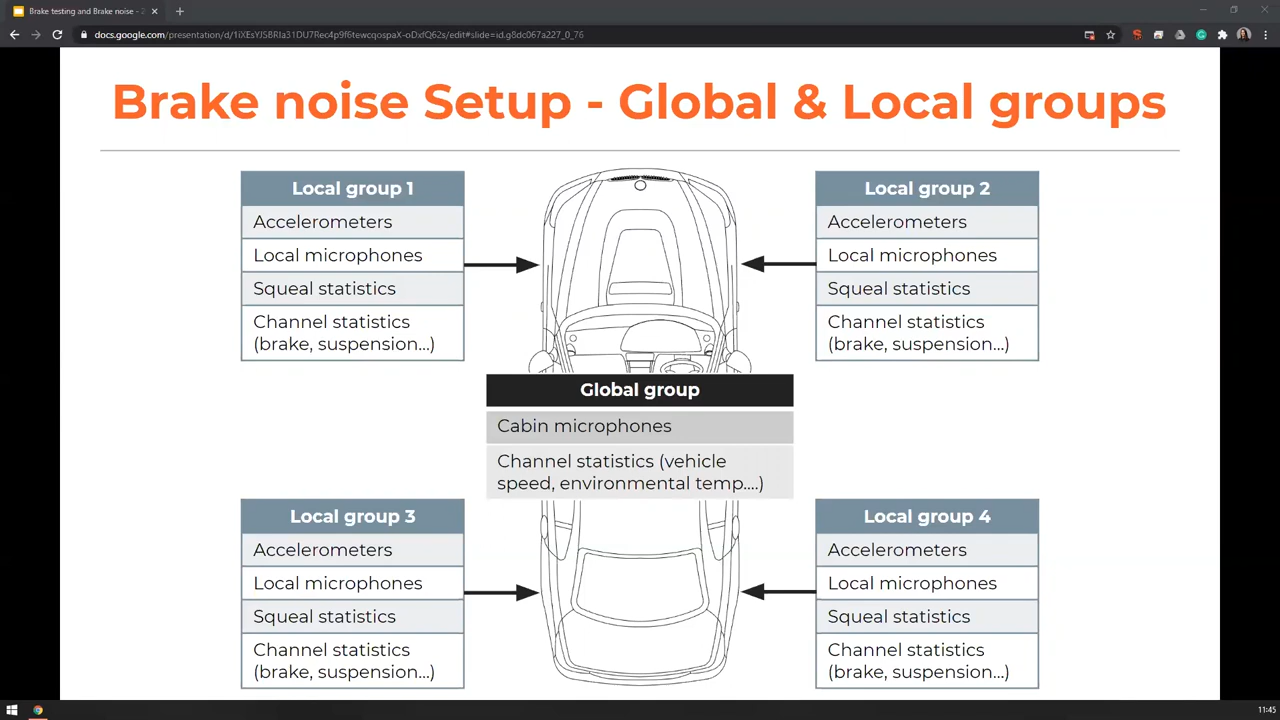 Brake testing and Brake noise - 2
docs.google.com/presentation/d/1iXEsYJSBRIa31DU7Rec4p9f6tewcqospaX-oDxfQ62s/edit#slide=id.g8dc067a227_0_76
Brake noise Setup - Global & Local groups
Local group 1
Accelerometers
Local microphones
Squeal statistics
Channel statistics
(brake, suspension...)
Local group 2
Accelerometers
Local microphones
Squeal statistics
Channel statistics
(brake, suspension...)
Global group
Cabin microphones
Channel statistics (vehicle
speed, environmental temp....)
Local group 3
Accelerometers
Local microphones
Squeal statistics
Channel statistics
(brake, suspension...)
Local group 4
Accelerometers
Local microphones
Squeal statistics
Channel statistics
(brake, suspension...)
11:45